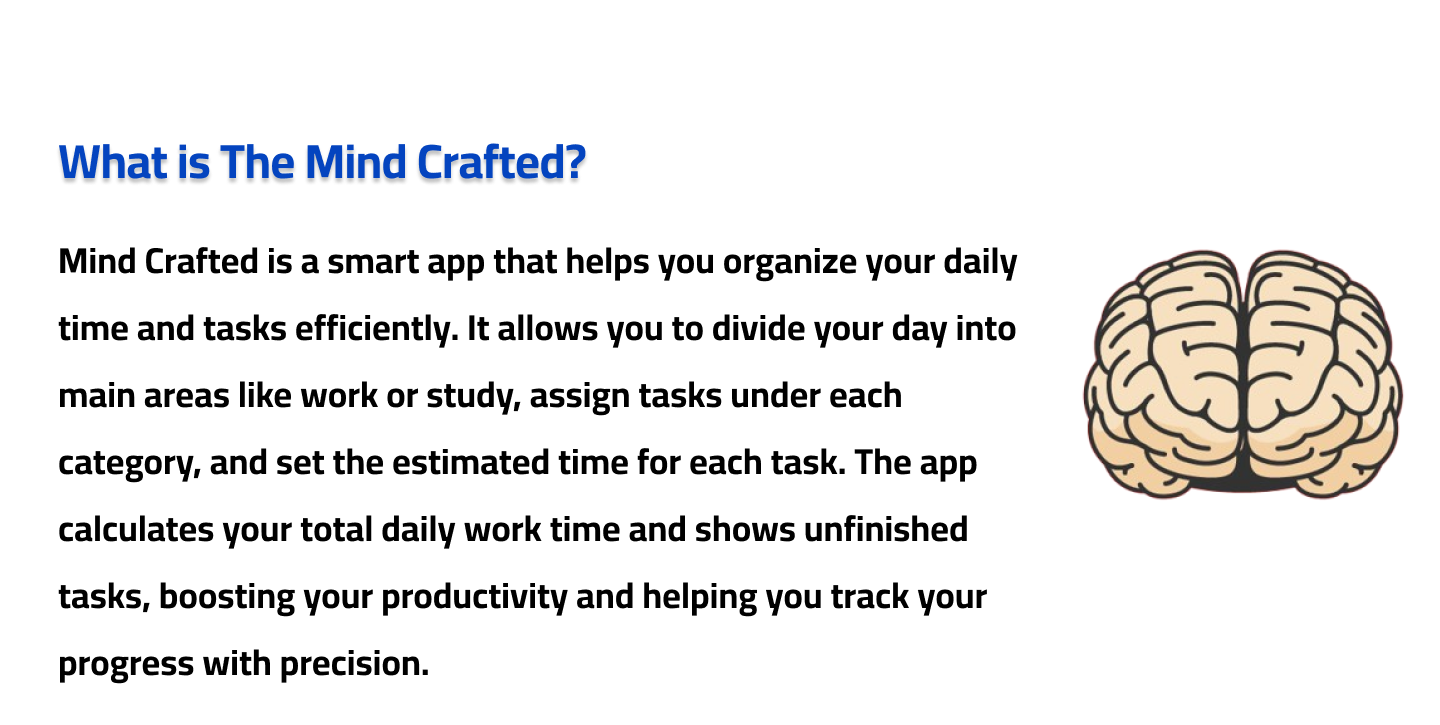 What is The Mind Crafted?
Mind Crafted is a smart app that helps you organize your daily
time and tasks efficiently. It allows you to divide your day into
main areas like work or study, assign tasks under each
category, and set the estimated time for each task. The app
calculates your total daily work time and shows unfinished
tasks, boosting your productivity and helping you track your
progress with precision.